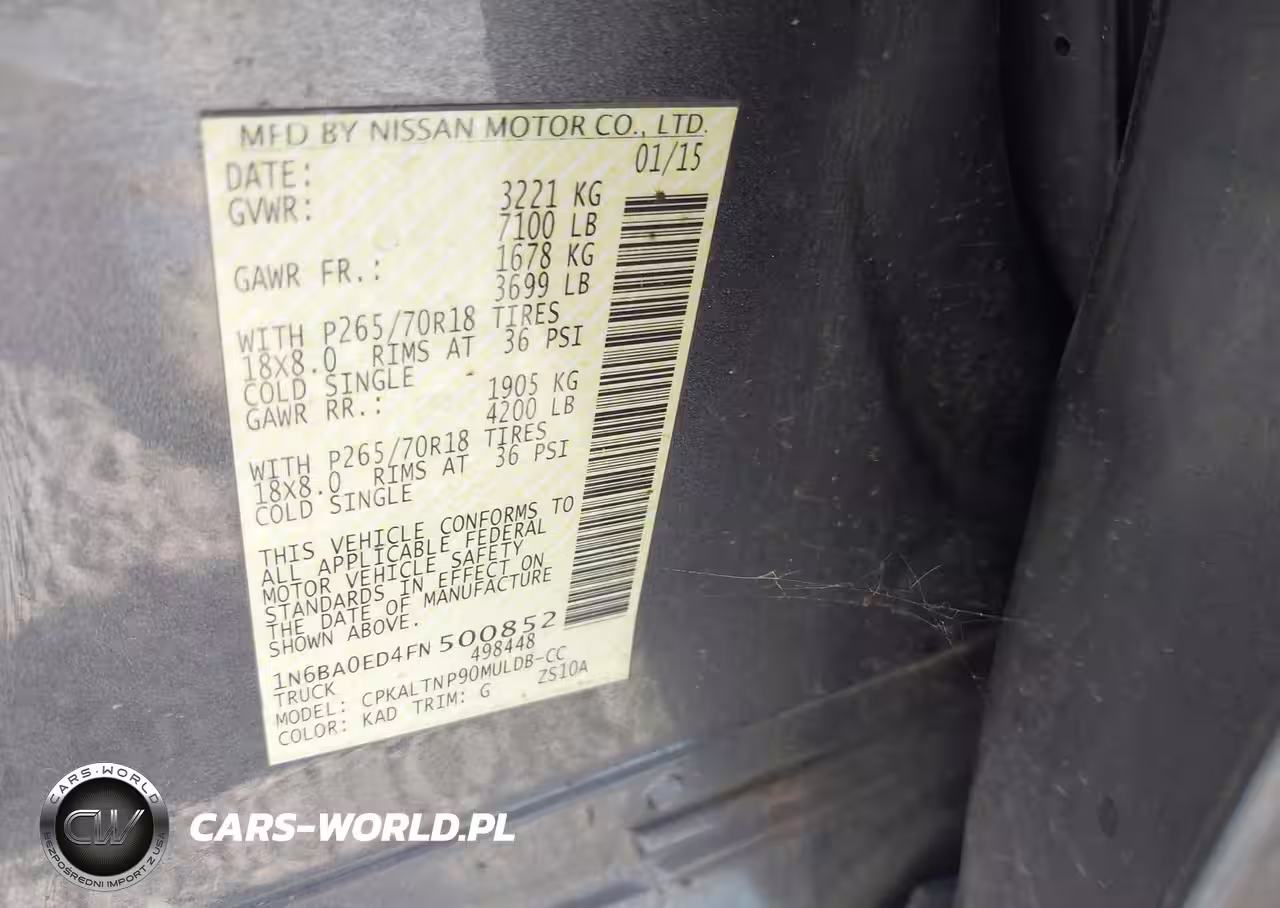 MFD BY NISSAN MOTOR CO., LTD.
DATE: 01/15
GVWR: 3221 KG
7100 LB
GAWR FR.: 1678 KG
3699 LB
WITH P265/70R18 TIRES
18X8.0 RIMS AT 36 PSI
COLD SINGLE
GAWR RR.: 1905 KG
4200 LB
WITH P265/70R18 TIRES
18X8.0 RIMS AT 36 PSI
COLD SINGLE
THIS VEHICLE CONFORMS TO
ALL APPLICABLE FEDERAL
MOTOR VEHICLE SAFETY
STANDARDS IN EFFECT ON
THE DATE OF MANUFACTURE
SHOWN ABOVE.
1N6BA0ED4FN500852
TRUCK 498448
MODEL: CPKALTNP90MULDB-CC
COLOR: KAD TRIM: G ZS10A
CARS-WORLD
CW
BEZPOŚREDNI IMPORT Z USA
CARS-WORLD.PL